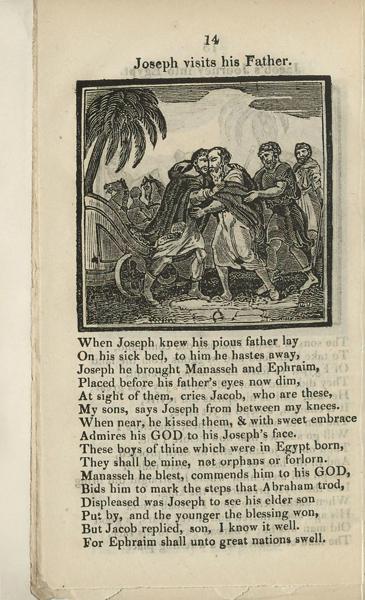 14
Joseph visits his Father.
When Joseph knew his pious father lay
On his sick bed, to him he hastes away,
Joseph he brought Manasseh and Ephraim,
Placed before his father's eyes now dim,
At sight of them, cries Jacob, who are these,
My sons, says Joseph from between my knees.
When near, he kissed them, & with sweet embrace
Admires his GOD to his Joseph's face.
These boys of thine which were in Egypt born,
They shall be mine, not orphans or forlorn.
Manasseh he blest, commends him to his GOD,
Bids him to mark the steps that Abraham trod,
Displeased was Joseph to see his elder son
Put by, and the younger the blessing won,
But Jacob replied, son, I know it well.
For Ephraim shall unto great nations swell.